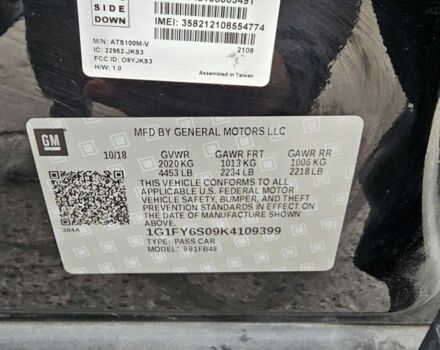 SIDE
DOWN
IMEI: 358212108554774
M/N: ATS100M-V
IC: 22952-JKS3
FCC ID: O9YJKS3
H/W: 1.0
2108
Assembled in Taiwan
GM
MFD BY GENERAL MOTORS LLC
10/18 GVWR GAWR FRT GAWR RR
2020 KG 1013 KG 1006 KG
4453 LB 2234 LB 2218 LB
THIS VEHICLE CONFORMS TO ALL
APPLICABLE U.S. FEDERAL MOTOR
VEHICLE SAFETY, BUMPER, AND THEFT
PREVENTION STANDARDS IN EFFECT ON
THE DATE OF MANUFACTURE SHOWN
ABOVE.
384A
1G1FY6S09K4109399
TYPE: PASS CAR
MODEL: 991FB48